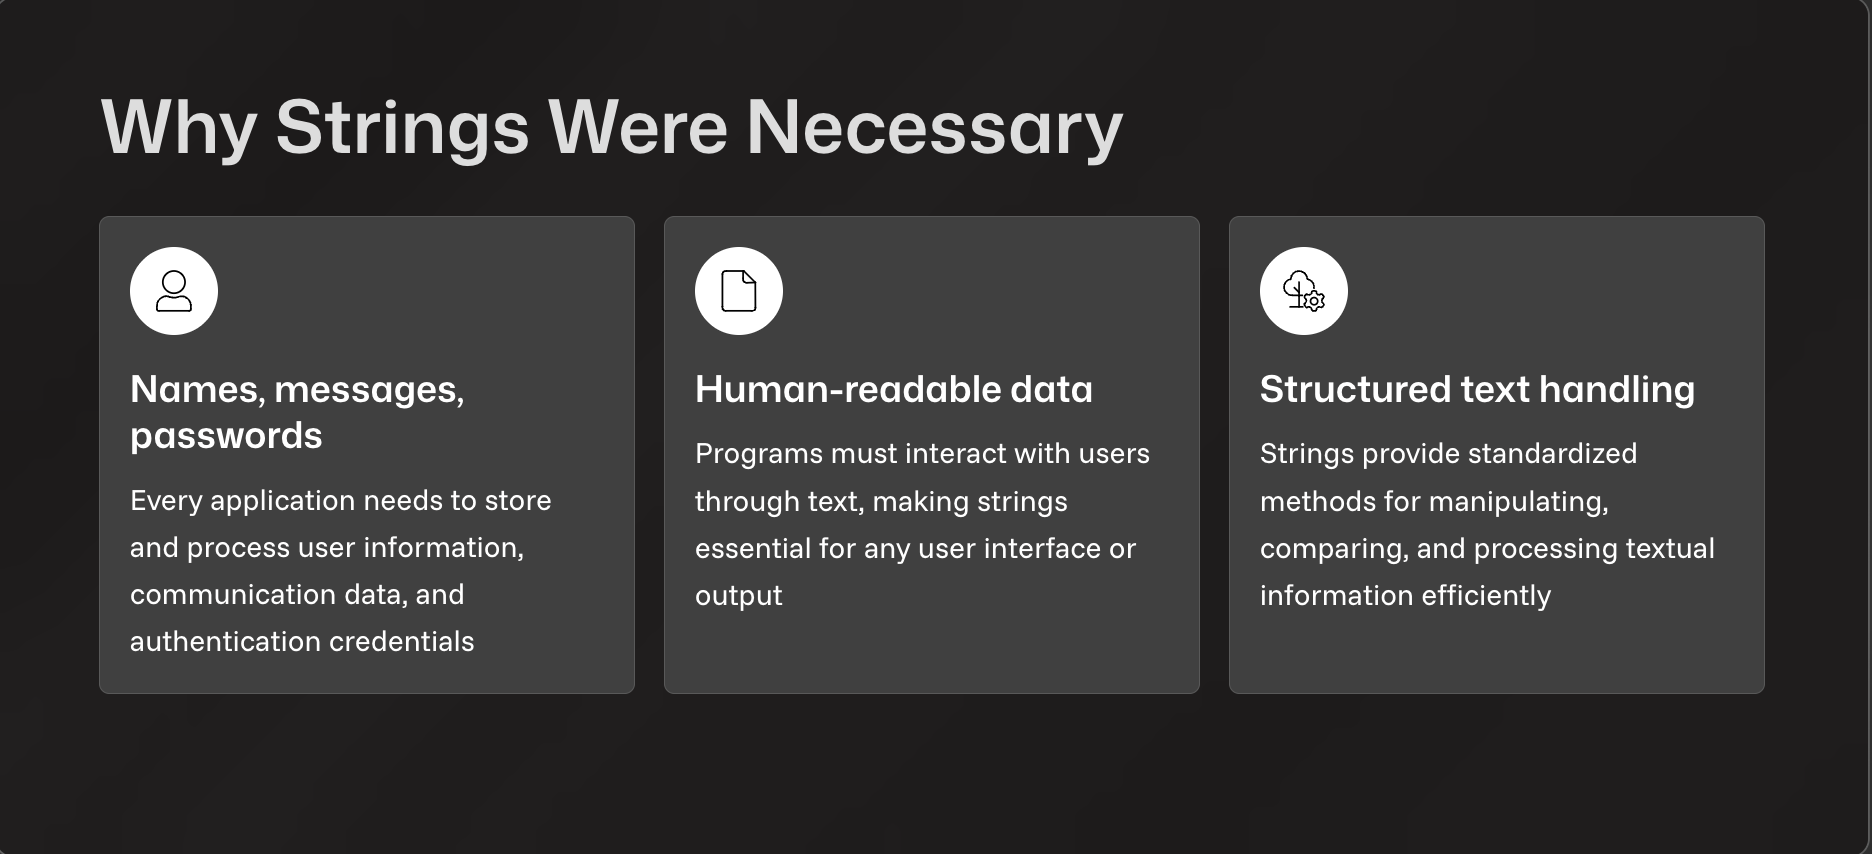 Why Strings Were Necessary
Names, messages,
passwords
Every application needs to store
and process user information,
communication data, and
authentication credentials
Human-readable data
Programs must interact with users
through text, making strings
essential for any user interface or
output
Structured text handling
Strings provide standardized
methods for manipulating,
comparing, and processing textual
information efficiently